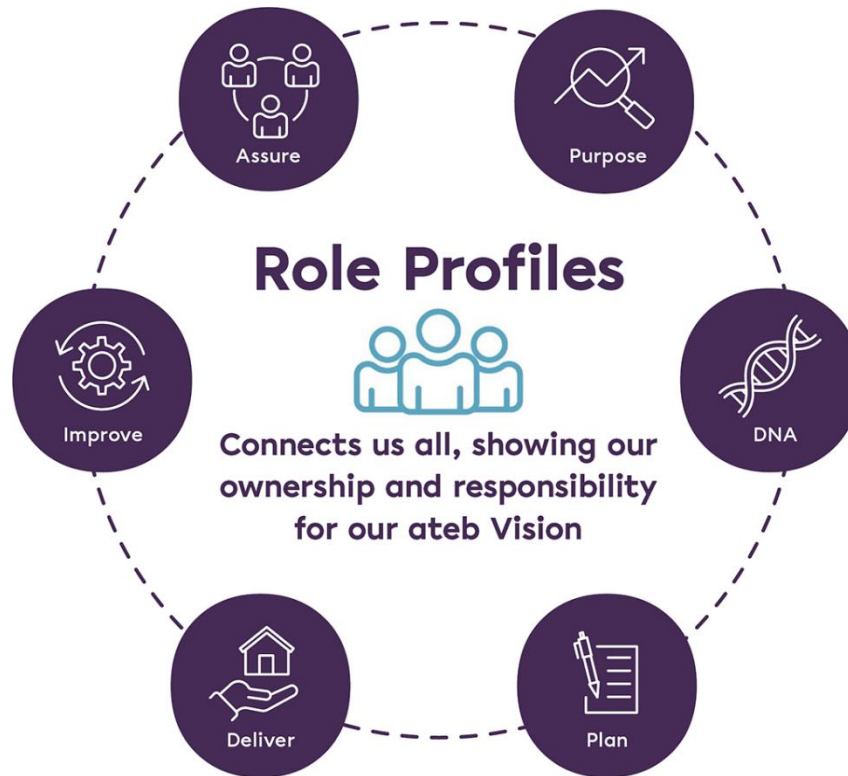 Assure
Purpose
Role Profiles
Improve
DNA
Connects us all, showing our
ownership and responsibility
for our ateb Vision
Deliver
Plan